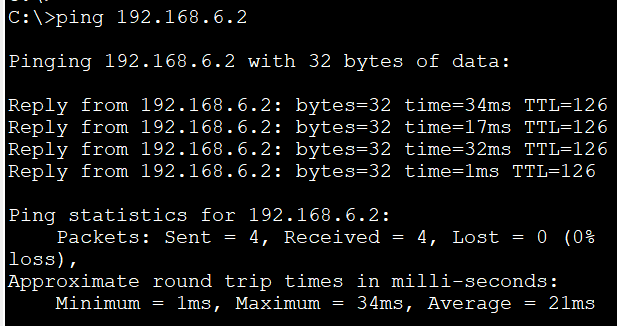 C:\>ping 192.168.6.2
Pinging 192.168.6.2 with 32 bytes of data:
Reply from 192.168.6.2: bytes=32 time=34ms TTL=126
Reply from 192.168.6.2: bytes=32 time=17ms TTL=126
Reply from 192.168.6.2: bytes=32 time=32ms TTL=126
Reply from 192.168.6.2: bytes=32 time=1ms TTL=126
Ping statistics for 192.168.6.2:
    Packets: Sent = 4, Received = 4, Lost = 0 (0%
loss),
Approximate round trip times in milli-seconds:
    Minimum = 1ms, Maximum = 34ms, Average = 21ms